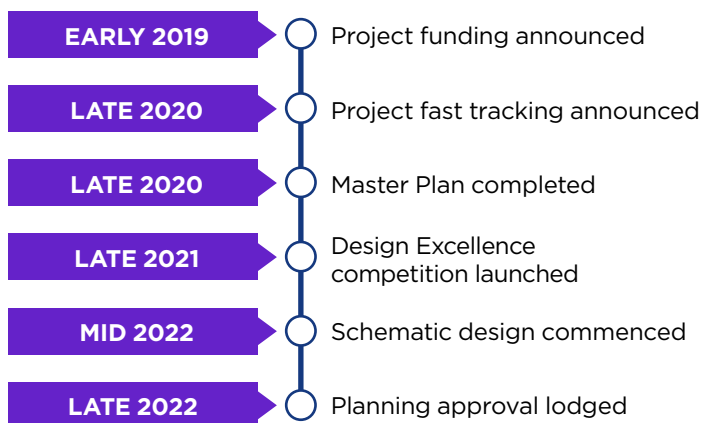 EARLY 2019
Project funding announced
LATE 2020
Project fast tracking announced
LATE 2020
Master Plan completed
LATE 2021
Design Excellence
competition launched
MID 2022
Schematic design commenced
LATE 2022
Planning approval lodged